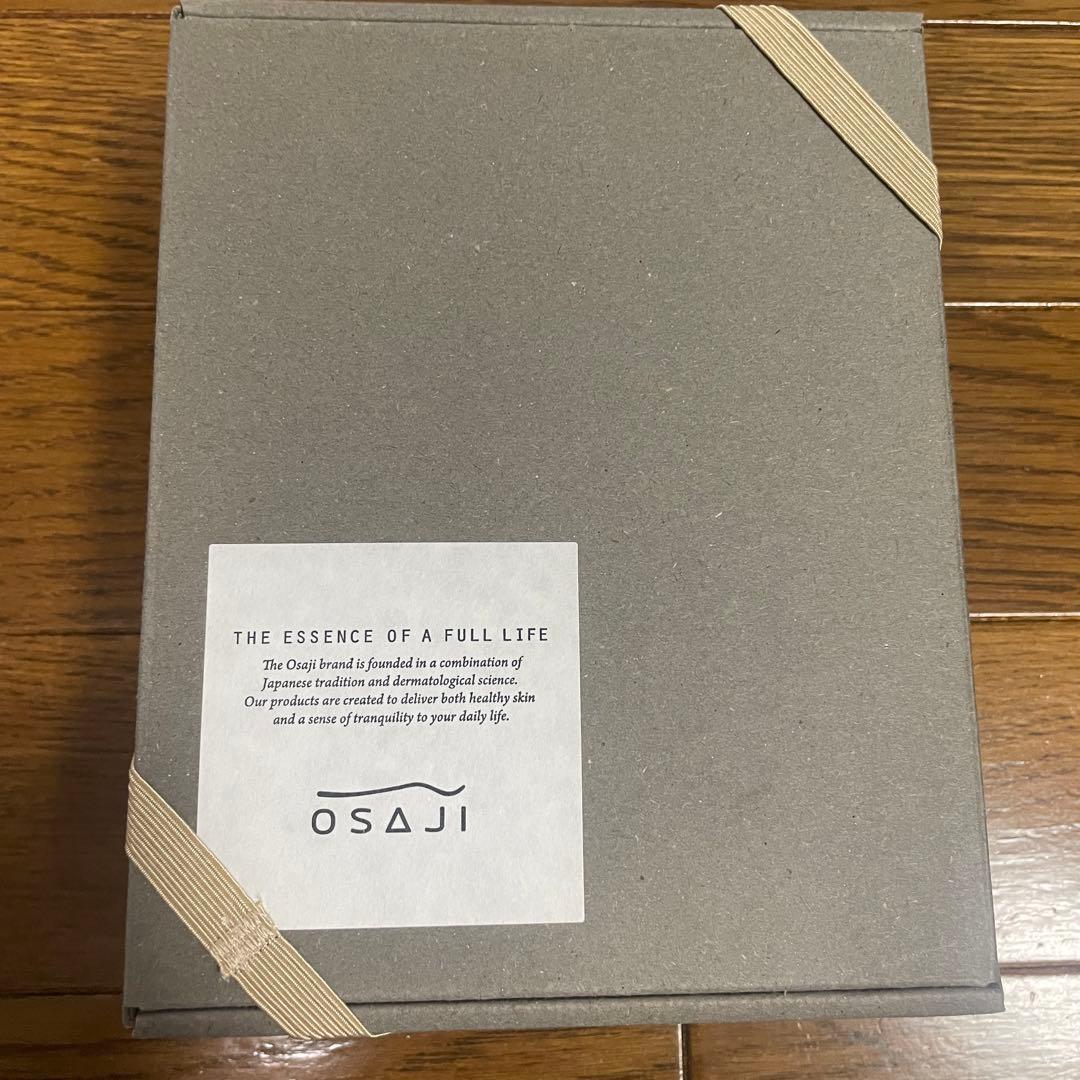 THE ESSENCE OF A FULL LIFE
The Osaji brand is founded in a combination of
Japanese tradition and dermatological science.
Our products are created to deliver both healthy skin
and a sense of tranquility to your daily life.
OSAJI